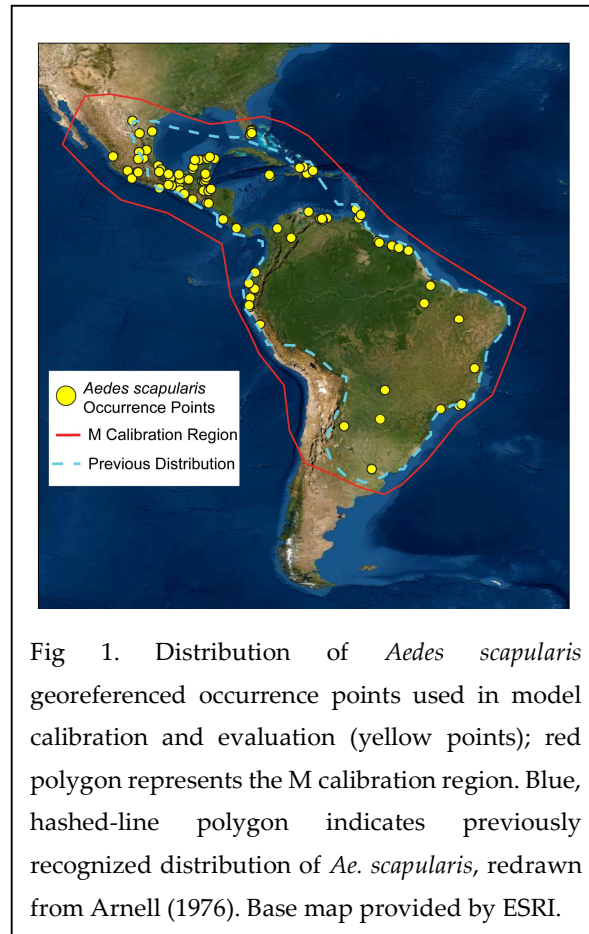 Aedes scapularis
Occurrence Points
M Calibration Region
Previous Distribution
Fig 1. Distribution of Aedes scapularis
georeferenced occurrence points used in model
calibration and evaluation (yellow points); red
polygon represents the M calibration region. Blue,
hashed-line polygon indicates previously
recognized distribution of Ae. scapularis, redrawn
from Arnell (1976). Base map provided by ESRI.